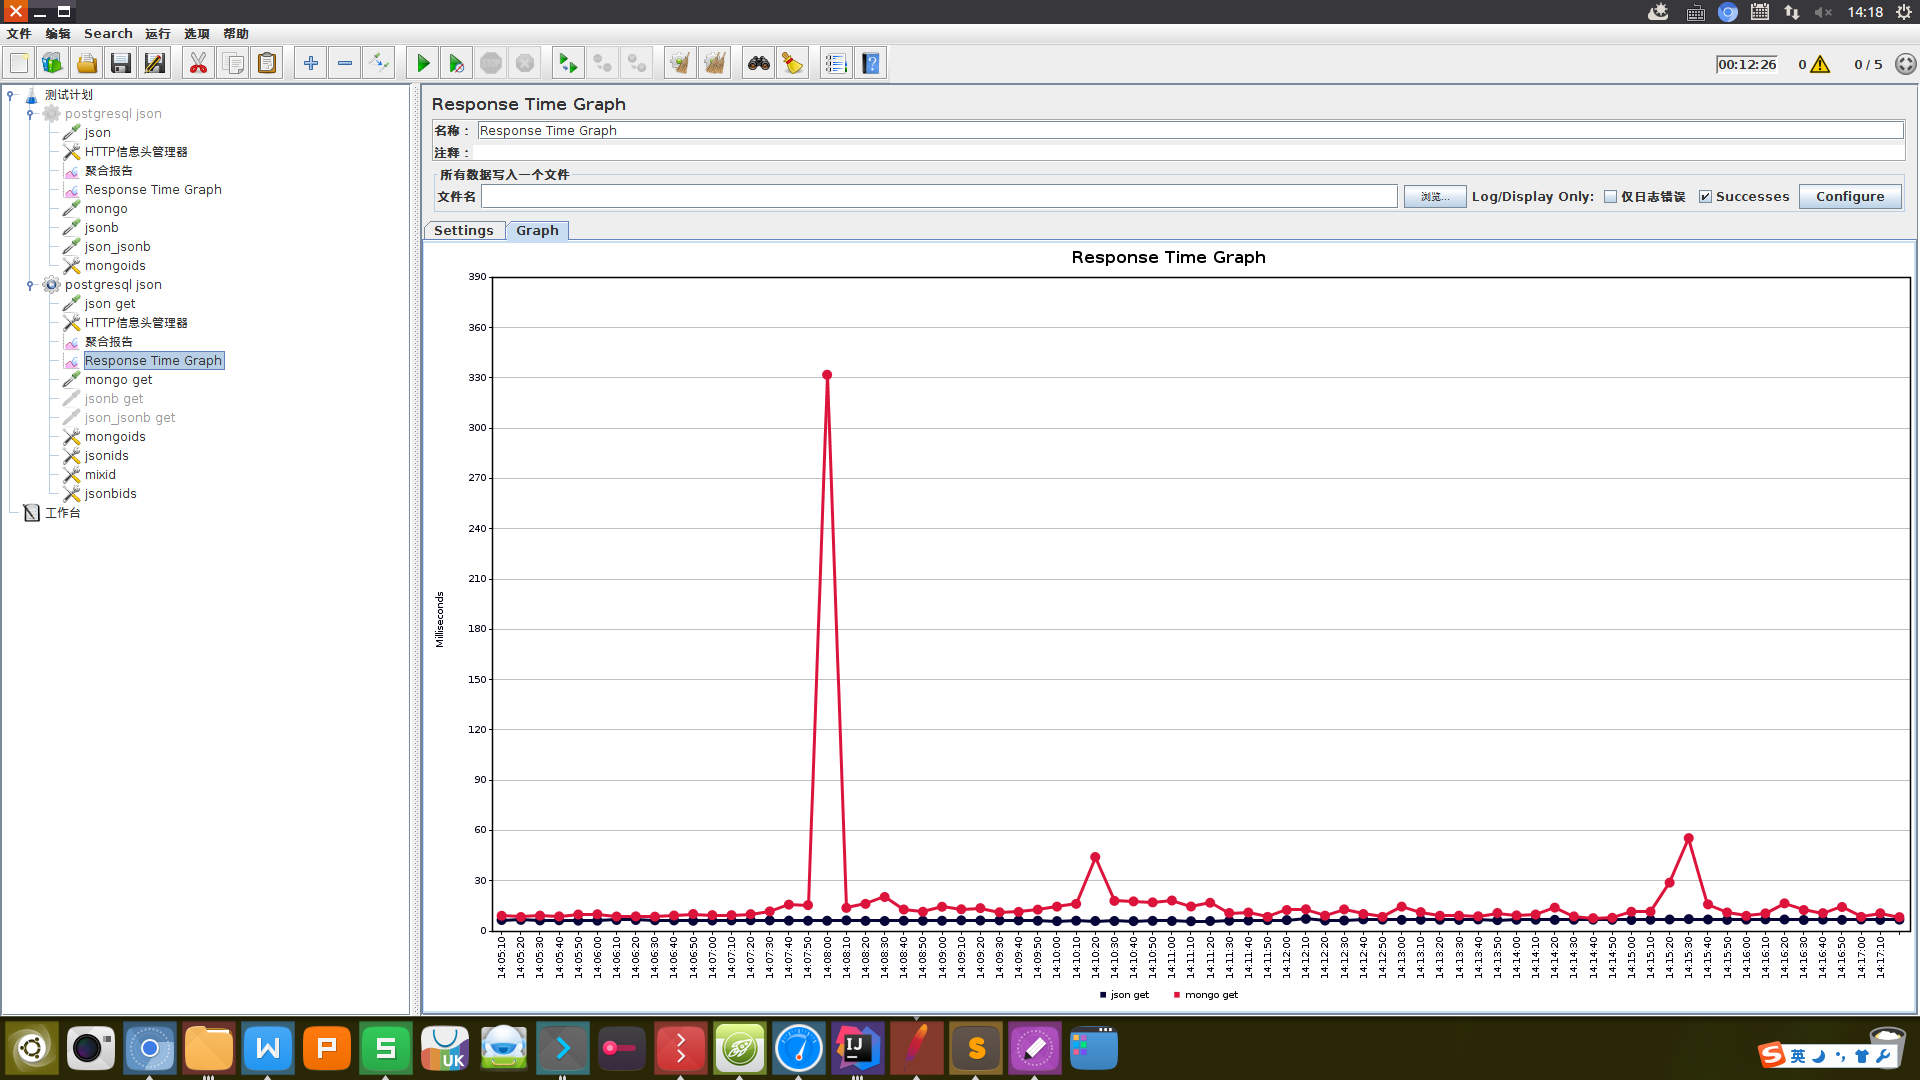 14:18
文件 编辑 Search 运行 选项 帮助
STOP
00:12:26 0 0 / 5
测试计划
postgresql json
json
HTTP信息头管理器
聚合报告
Response Time Graph
mongo
jsonb
json_jsonb
mongoids
postgresql json
json get
HTTP信息头管理器
聚合报告
Response Time Graph
mongo get
jsonb get
json_jsonb get
mongoids
jsonids
mixid
jsonbids
工作台
Response Time Graph
名称： Response Time Graph
注释：
所有数据写入一个文件
文件名 浏览... Log/Display Only: 仅日志错误 Successes Configure
Settings Graph
Response Time Graph
390
360
330
300
270
240
210
180
150
120
90
60
30
0
Milliseconds
14:05:10 14:05:20 14:05:30 14:05:40 14:05:50 14:06:00 14:06:10 14:06:20 14:06:30 14:06:40 14:06:50 14:07:00 14:07:10 14:07:20 14:07:30 14:07:40 14:07:50 14:08:00 14:08:10 14:08:20 14:08:30 14:08:40 14:08:50 14:09:00 14:09:10 14:09:20 14:09:30 14:09:40 14:09:50 14:10:00 14:10:10 14:10:20 14:10:30 14:10:40 14:10:50 14:11:00 14:11:10 14:11:20 14:11:30 14:11:40 14:11:50 14:12:00 14:12:10 14:12:20 14:12:30 14:12:40 14:12:50 14:13:00 14:13:10 14:13:20 14:13:30 14:13:40 14:13:50 14:14:00 14:14:10 14:14:20 14:14:30 14:14:40 14:14:50 14:15:00 14:15:10 14:15:20 14:15:30 14:15:40 14:15:50 14:16:00 14:16:10 14:16:20 14:16:30 14:16:40 14:16:50 14:17:00 14:17:10
json get mongo get
W P S UK IJ S S 英